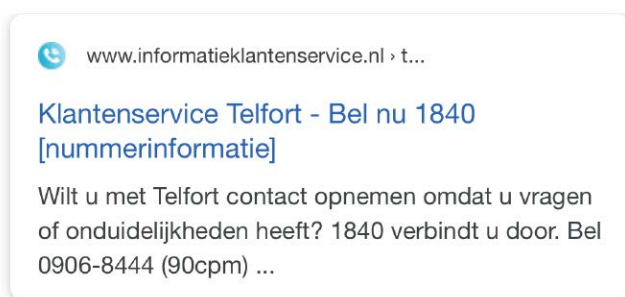 www.informatieklantenservice.nl › t...
Klantenservice Telfort - Bel nu 1840
[nummerinformatie]
Wilt u met Telfort contact opnemen omdat u vragen
of onduidelijkheden heeft? 1840 verbindt u door. Bel
0906-8444 (90cpm) ...